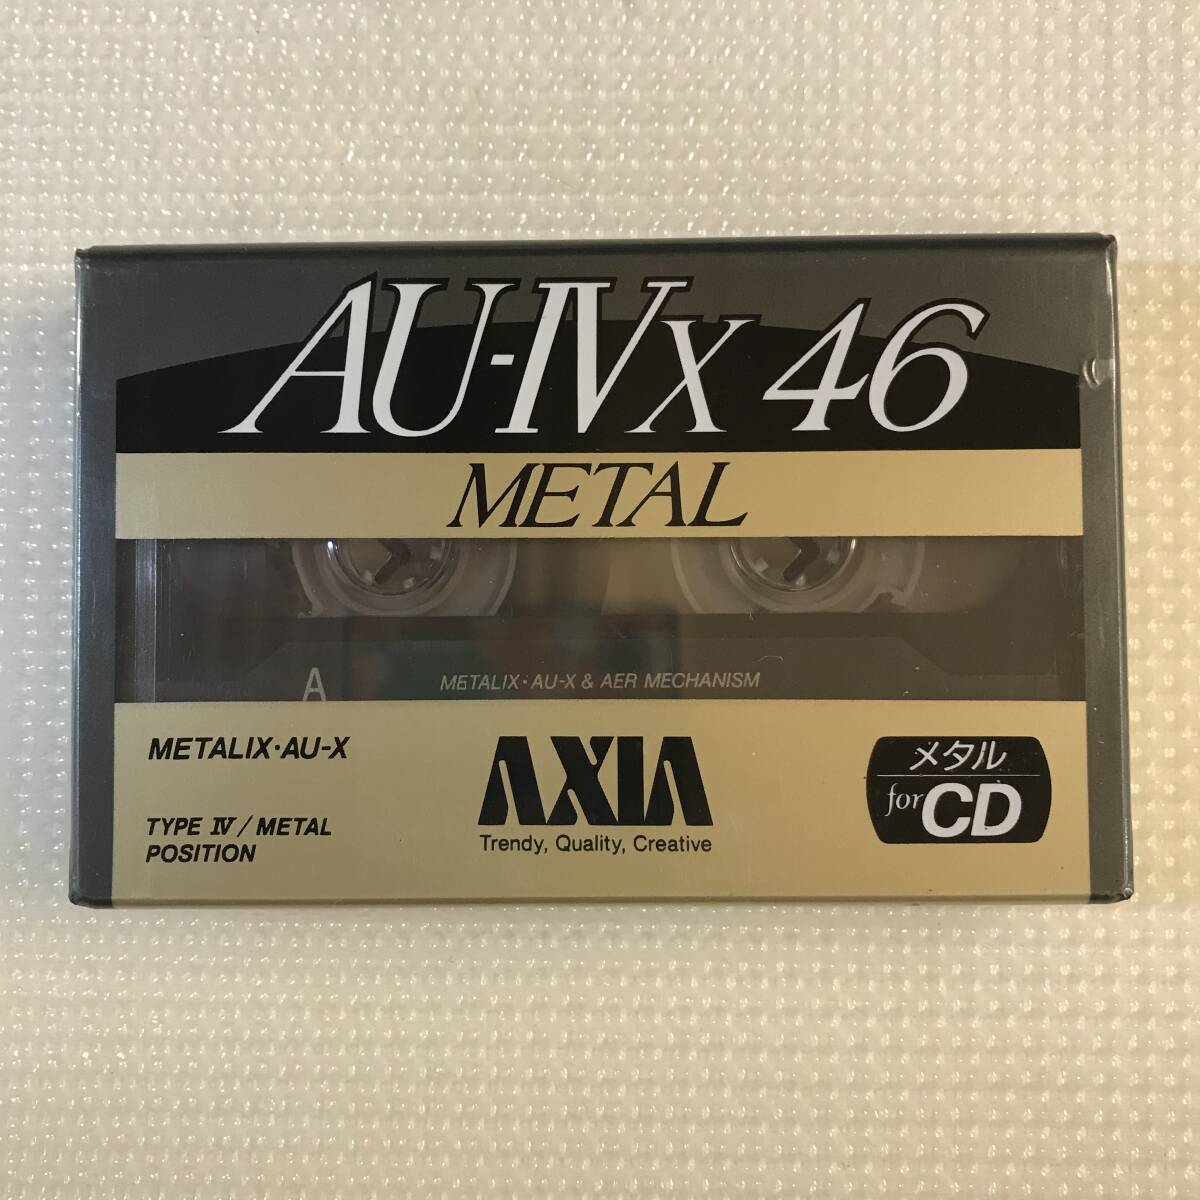 AU-IVx 46
METAL
A
METALIX・AU-X & AER MECHANISM
METALIX・AU-X
TYPE IV / METAL
POSITION
AXIA
Trendy, Quality, Creative
メタル
for CD